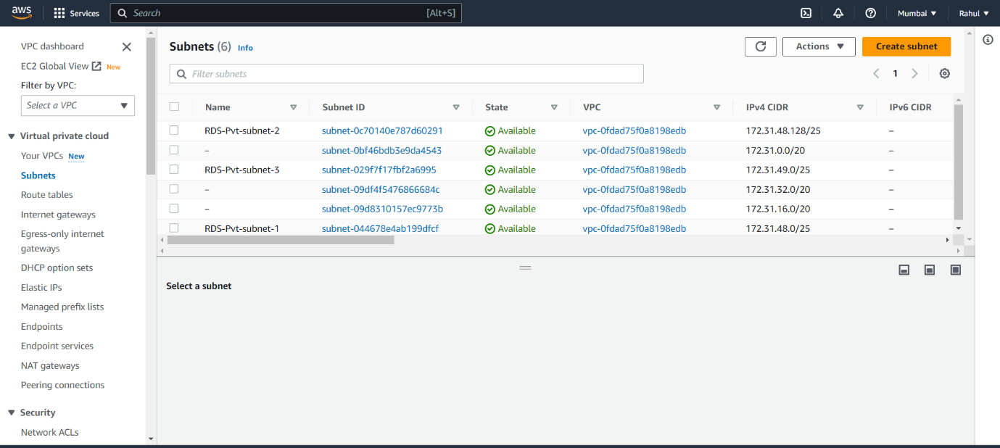 aws Services Search [Alt+S] Mumbai Rahul
VPC dashboard
EC2 Global View New
Filter by VPC:
Select a VPC
Virtual private cloud
Your VPCs New
Subnets
Route tables
Internet gateways
Egress-only internet
gateways
DHCP option sets
Elastic IPs
Managed prefix lists
Endpoints
Endpoint services
NAT gateways
Peering connections
Security
Network ACLs
Subnets (6) Info
Actions
Create subnet
Filter subnets
1
Name Subnet ID State VPC IPv4 CIDR IPv6 CIDR
RDS-Pvt-subnet-2 subnet-0c70140e787d60291 Available vpc-0fdad75f0a8198edb 172.31.48.128/25 –
– subnet-0bf46bdb3e9da4543 Available vpc-0fdad75f0a8198edb 172.31.0.0/20 –
RDS-Pvt-subnet-3 subnet-029f7f17fbf2a6995 Available vpc-0fdad75f0a8198edb 172.31.49.0/25 –
– subnet-09df4f5476866684c Available vpc-0fdad75f0a8198edb 172.31.32.0/20 –
– subnet-09d8310157ec9773b Available vpc-0fdad75f0a8198edb 172.31.16.0/20 –
RDS-Pvt-subnet-1 subnet-044678e4ab199dfcf Available vpc-0fdad75f0a8198edb 172.31.48.0/25 –
Select a subnet